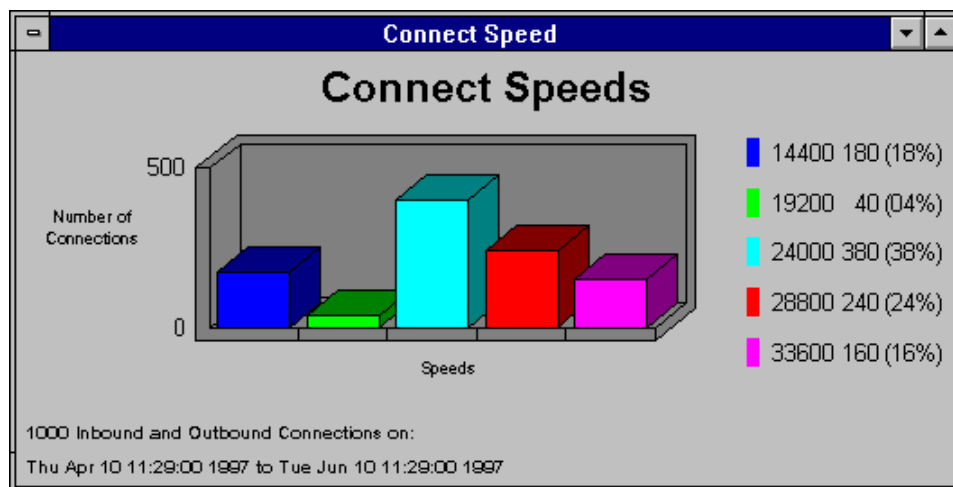 Connect Speed
Connect Speeds
500
Number of
Connections
0
Speeds
14400 180 (18%)
19200 40 (04%)
24000 380 (38%)
28800 240 (24%)
33600 160 (16%)
1000 Inbound and Outbound Connections on:
Thu Apr 10 11:29:00 1997 to Tue Jun 10 11:29:00 1997